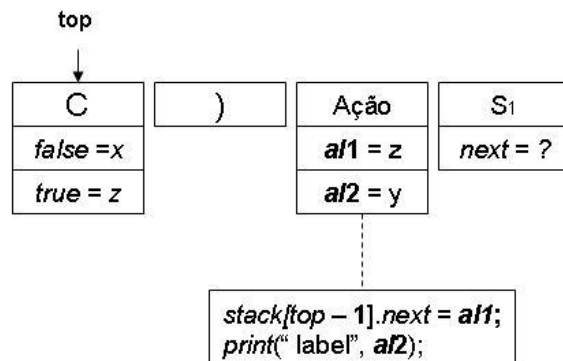 top
C ) Ação S1
false =x al1 = z next = ?
true = z al2 = y
stack[top – 1].next = al1;
print(“ label”, al2);